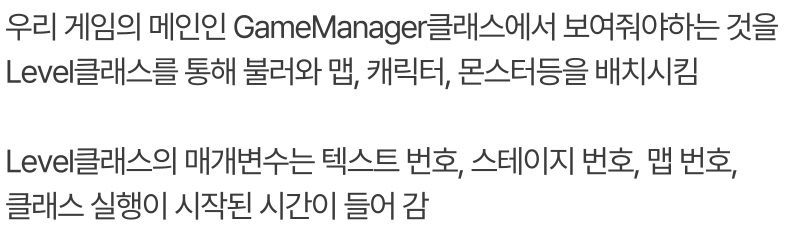 우리 게임의 메인인 GameManager클래스에서 보여줘야하는 것을
Level클래스를 통해 불러와 맵, 캐릭터, 몬스터등을 배치시킴
Level클래스의 매개변수는 텍스트 번호, 스테이지 번호, 맵 번호,
클래스 실행이 시작된 시간이 들어 감